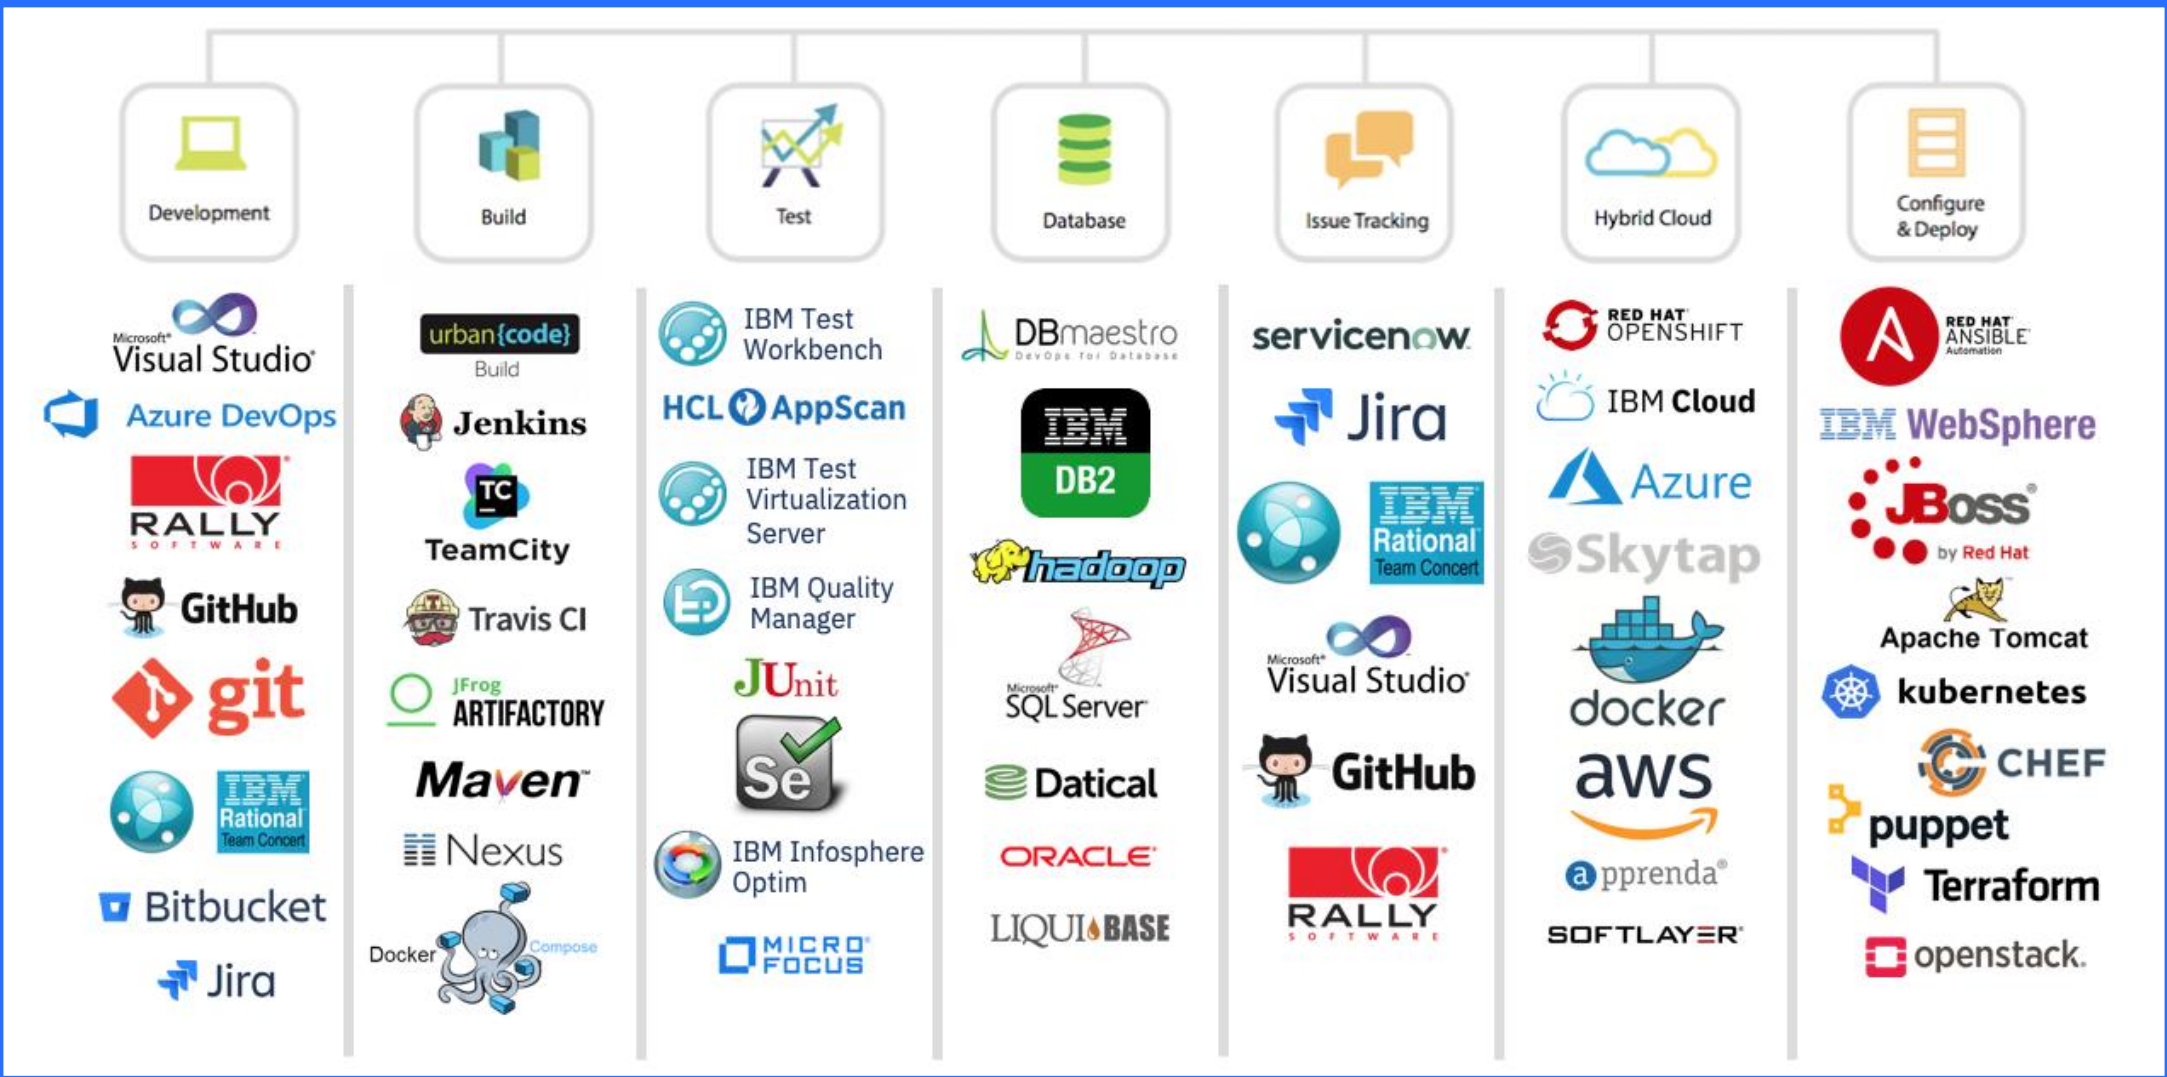 Development
Build
Test
Database
Issue Tracking
Hybrid Cloud
Configure
& Deploy
Microsoft®
Visual Studio®
Azure DevOps
RALLY®
SOFTWARE
GitHub
git
IBM®
Rational®
Team Concert
Bitbucket
Jira
urban{code}
Build
Jenkins
TC
TeamCity
Travis CI
JFrog
ARTIFACTORY
Maven™
Nexus
Docker Compose
IBM Test
Workbench
HCL AppScan
IBM Test
Virtualization
Server
IBM Quality
Manager
JUnit
Se
IBM Infosphere
Optim
MICRO®
FOCUS
DBmaestro
DevOps for Database
IBM
DB2
hadoop
Microsoft®
SQL Server®
Datical
ORACLE®
LIQUIBASE
servicenow.
Jira
IBM®
Rational®
Team Concert
Microsoft®
Visual Studio®
GitHub
RALLY®
SOFTWARE
RED HAT®
OPENSHIFT
IBM Cloud
Azure
Skytap
docker
aws
apprenda®
SOFTLAYER®
A
RED HAT®
ANSIBLE®
Automation
IBM WebSphere
JBoss®
by Red Hat
Apache Tomcat
kubernetes
CHEF
puppet
Terraform
openstack.